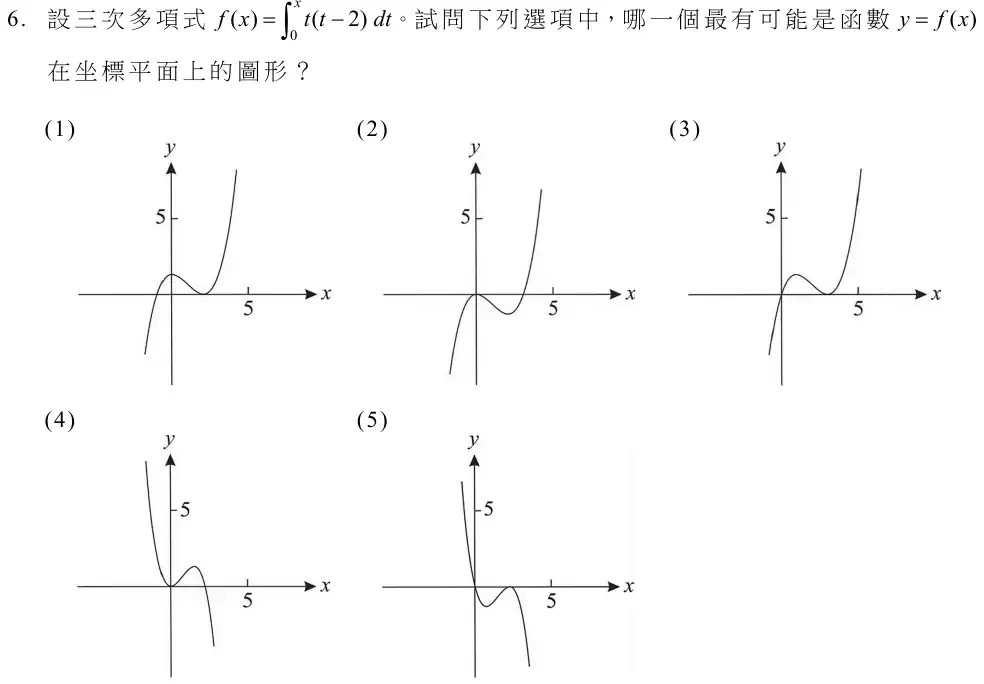 6. 設三次多項式 f(x)=∫₀ˣ t(t−2) dt。試問下列選項中，哪一個最有可能是函數 y=f(x)
在坐標平面上的圖形？
(1) (2) (3)
y y y
5 5 5
x x x
5 5 5
(4) (5)
y y
5 5
x x
5 5